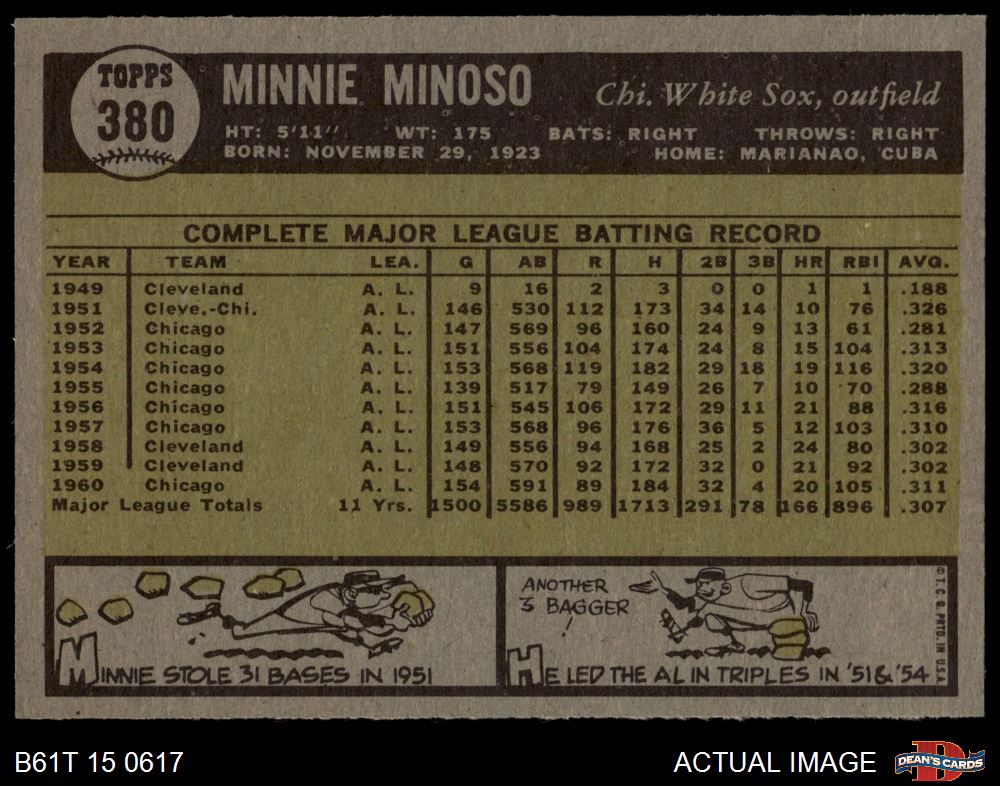 TOPPS
380
MINNIE MINOSO
Chi. White Sox, outfield
HT: 5'11" WT: 175 BATS: RIGHT THROWS: RIGHT
BORN: NOVEMBER 29, 1923 HOME: MARIANAO, CUBA
COMPLETE MAJOR LEAGUE BATTING RECORD
YEAR TEAM LEA. G AB R H 2B 3B HR RBI AVG.
1949 Cleveland A. L. 9 16 2 3 0 0 1 1 .188
1951 Cleve.-Chi. A. L. 146 530 112 173 34 14 10 76 .326
1952 Chicago A. L. 147 569 96 160 24 9 13 61 .281
1953 Chicago A. L. 151 556 104 174 24 8 15 104 .313
1954 Chicago A. L. 153 568 119 182 29 18 19 116 .320
1955 Chicago A. L. 139 517 79 149 26 7 10 70 .288
1956 Chicago A. L. 151 545 106 172 29 11 21 88 .316
1957 Chicago A. L. 153 568 96 176 36 5 12 103 .310
1958 Cleveland A. L. 149 556 94 168 25 2 24 80 .302
1959 Cleveland A. L. 148 570 92 172 32 0 21 92 .302
1960 Chicago A. L. 154 591 89 184 32 4 20 105 .311
Major League Totals 11 Yrs. 1500 5586 989 1713 291 78 166 896 .307
MINNIE STOLE 31 BASES IN 1951
ANOTHER
3 BAGGER
!
HE LED THE AL IN TRIPLES IN '51 & '54
© T. C. G. PRTD. IN U.S.A.
B61T 15 0617
ACTUAL IMAGE
DEAN'S CARDS